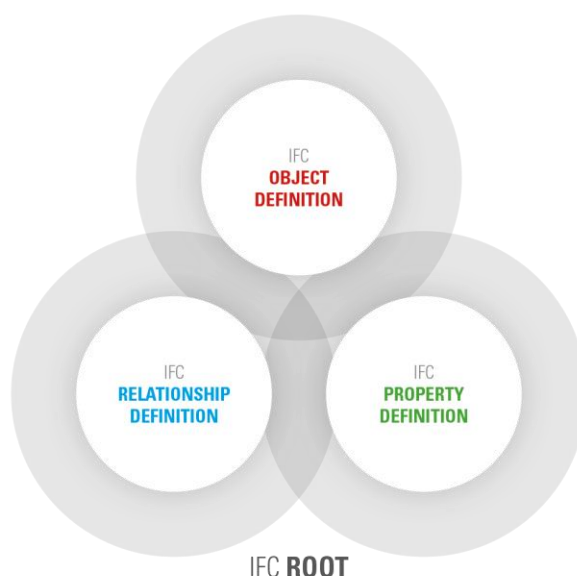 IFC
OBJECT
DEFINITION
IFC
RELATIONSHIP
DEFINITION
IFC
PROPERTY
DEFINITION
IFC ROOT